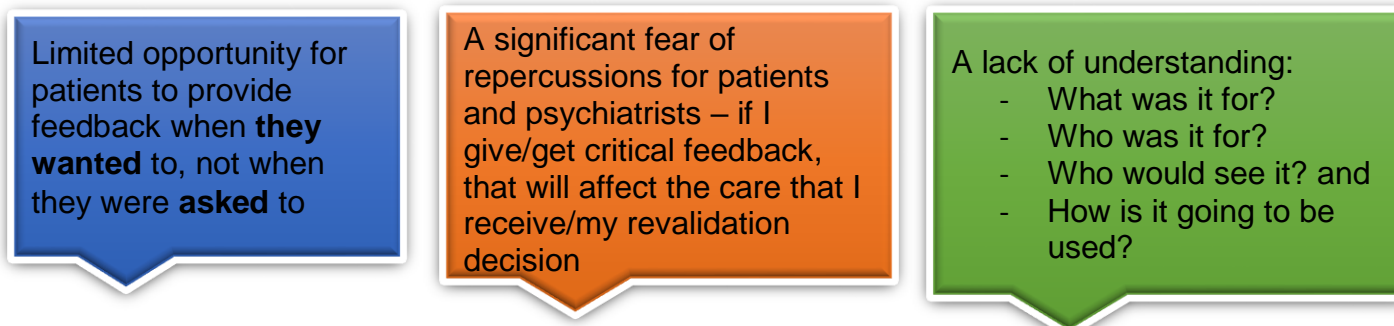 Limited opportunity for
patients to provide
feedback when they
wanted to, not when
they were asked to
A significant fear of
repercussions for patients
and psychiatrists – if I
give/get critical feedback,
that will affect the care that I
receive/my revalidation
decision
A lack of understanding:
- What was it for?
- Who was it for?
- Who would see it? and
- How is it going to be
used?